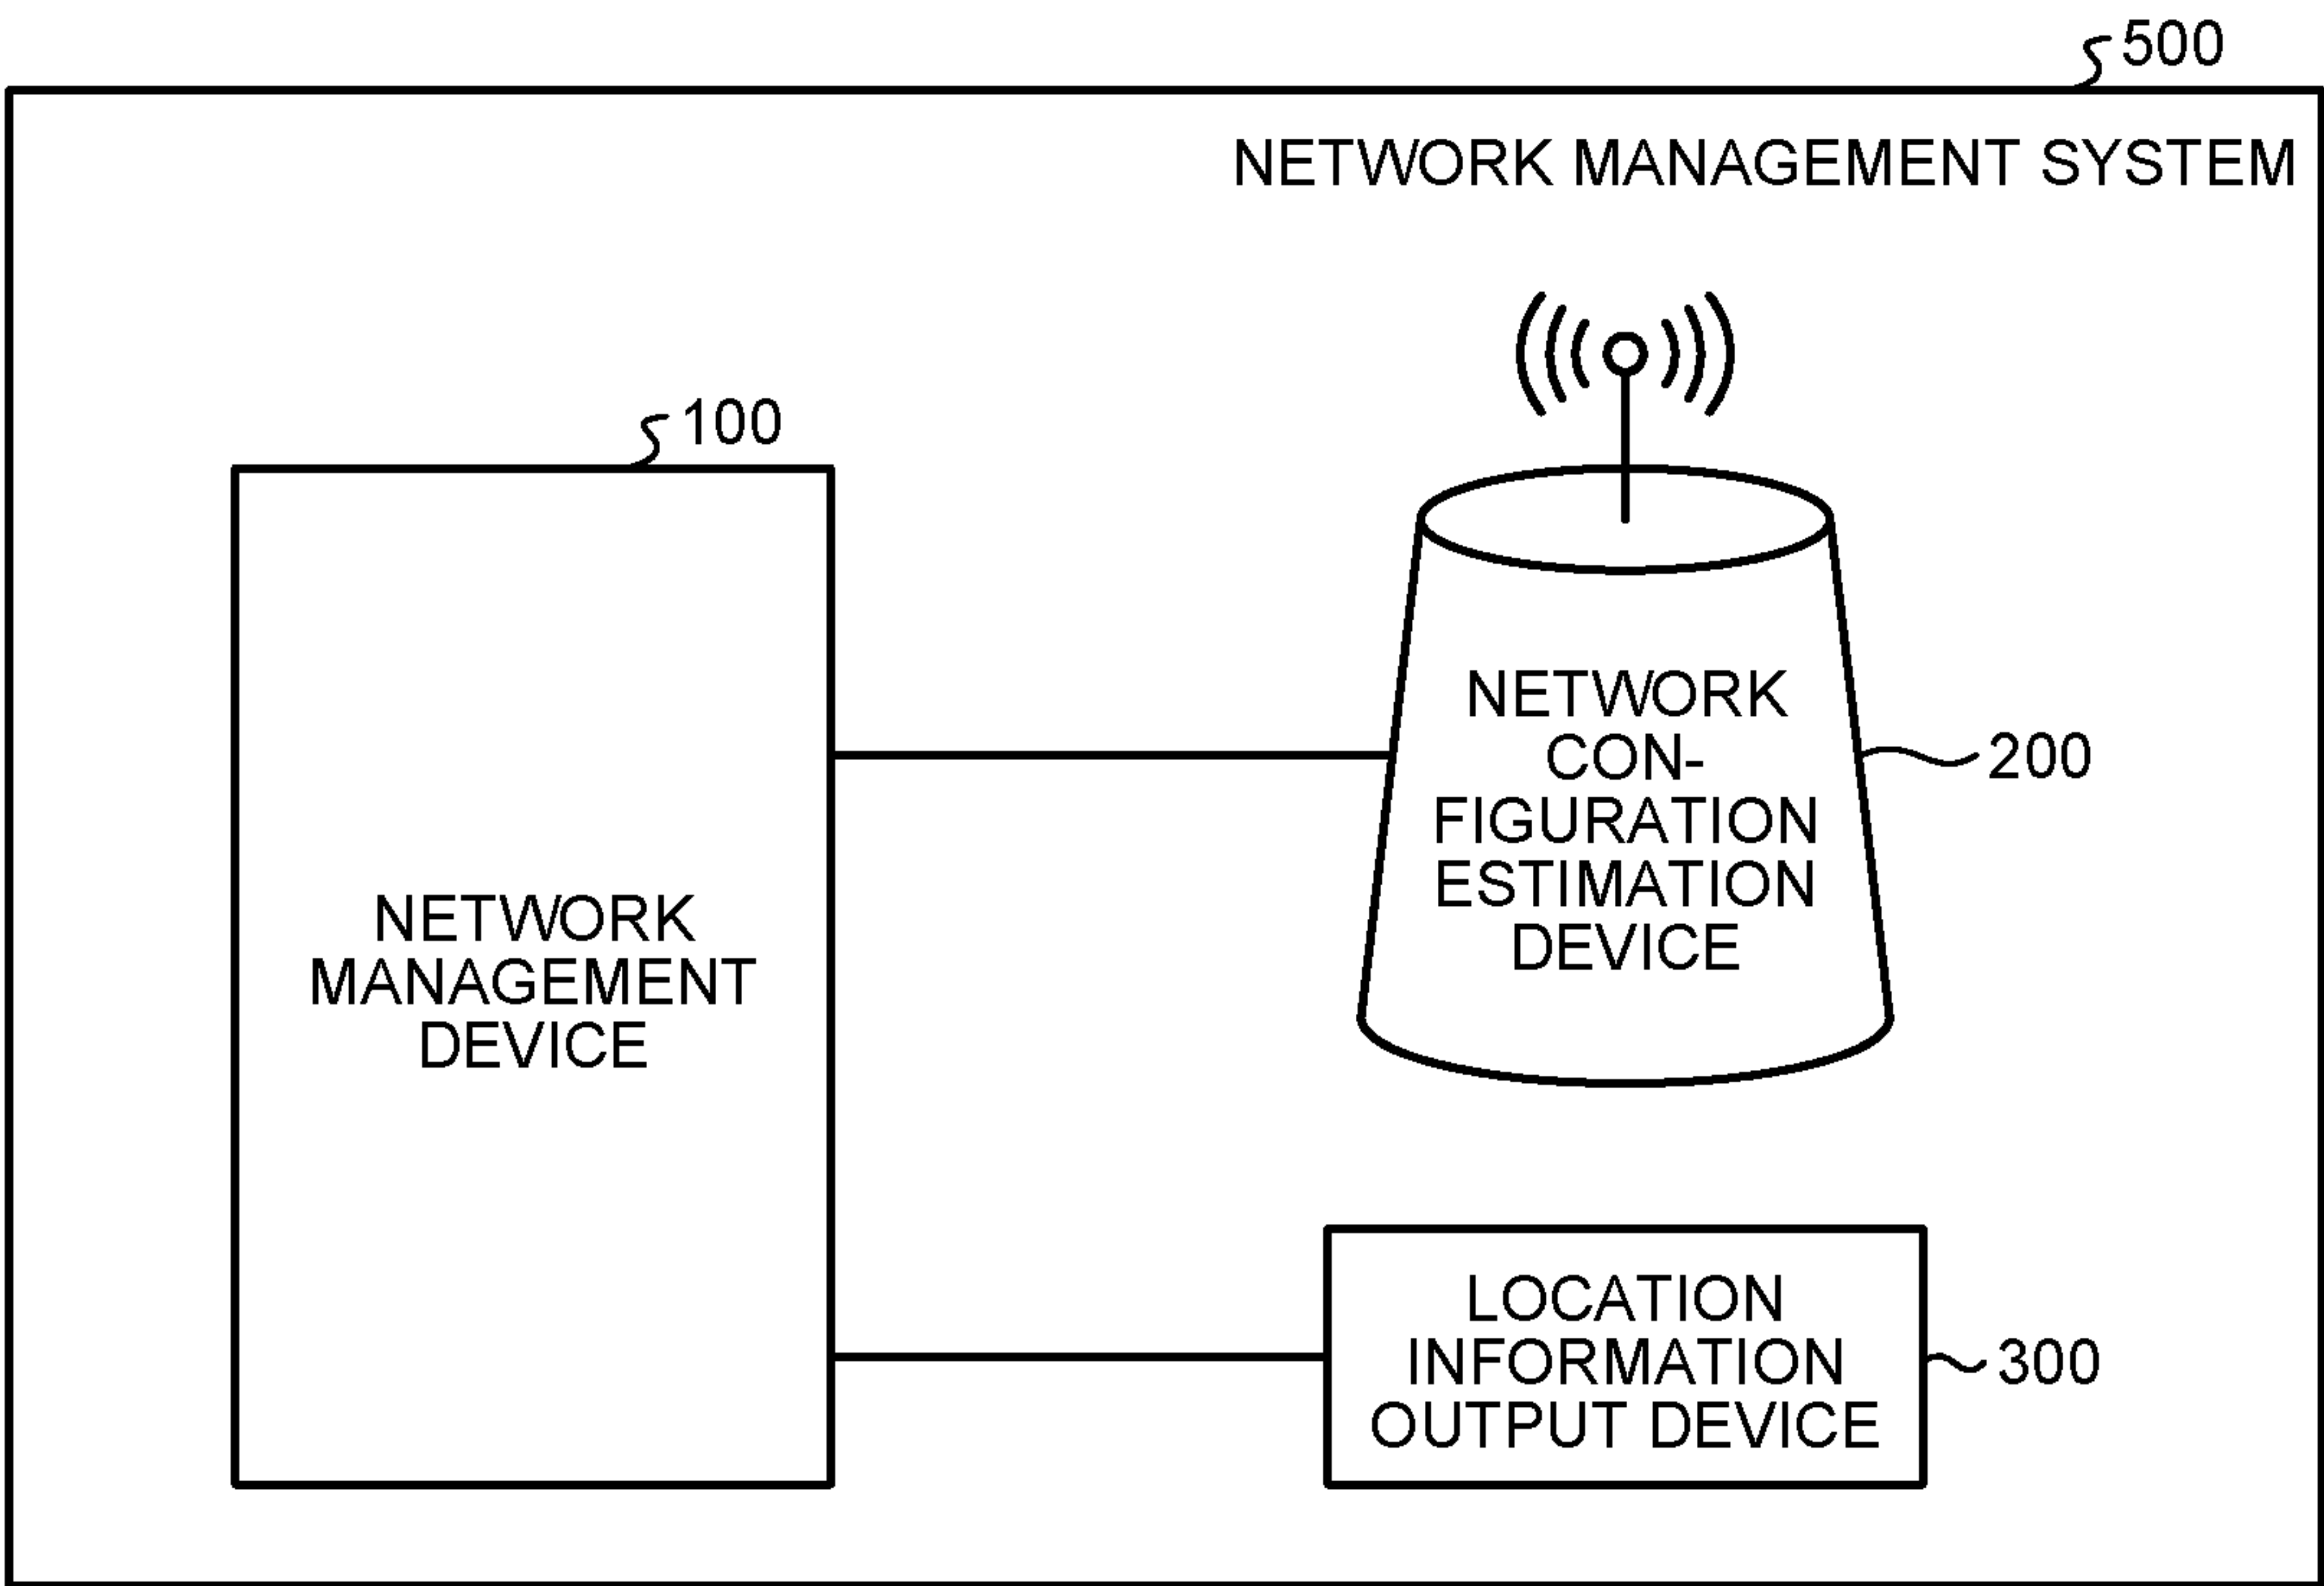 500
NETWORK MANAGEMENT SYSTEM
100
NETWORK
MANAGEMENT
DEVICE
NETWORK
CON-
FIGURATION
ESTIMATION
DEVICE
200
LOCATION
INFORMATION
OUTPUT DEVICE
300